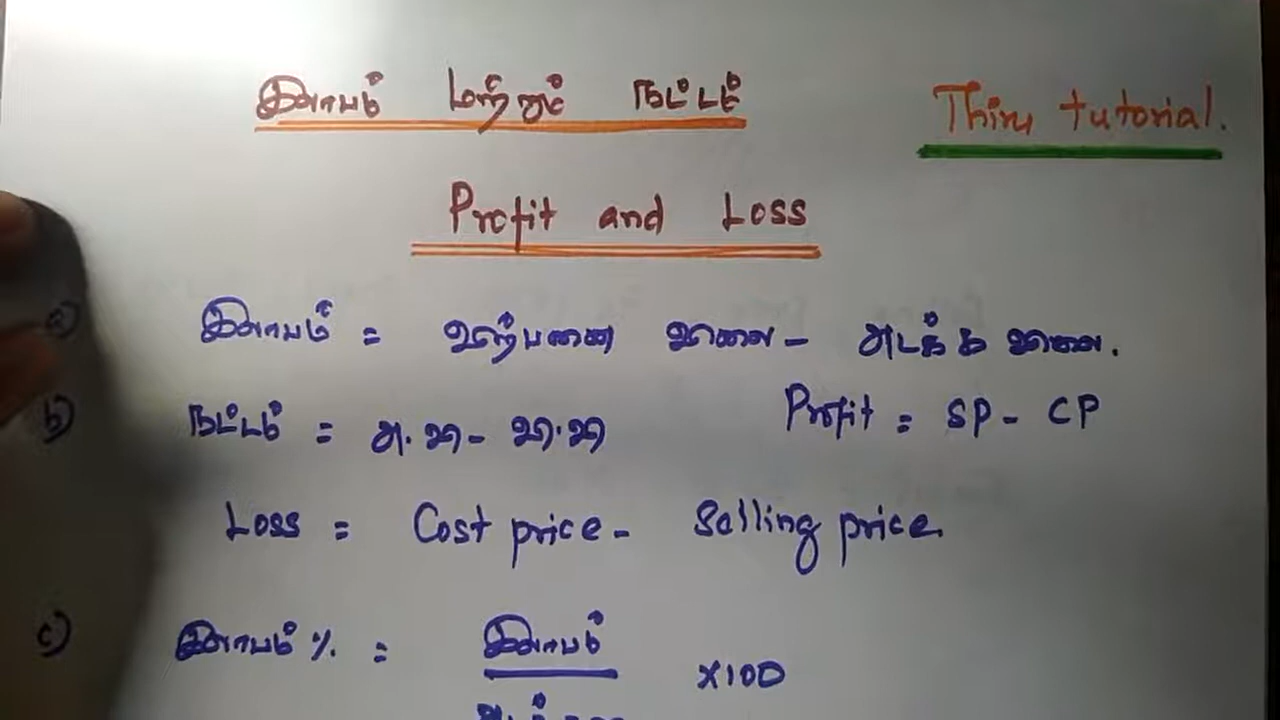 இலாபம் மற்றும் நட்டம்
Thiru tutorial.
Profit and Loss
a) இலாபம் = விற்பனை விலை - அடக்க விலை.
b) நட்டம் = அ.வி - வி.வி
Profit = SP - CP
Loss = Cost price - Selling price
c) இலாபம் % = இலாபம்
×100